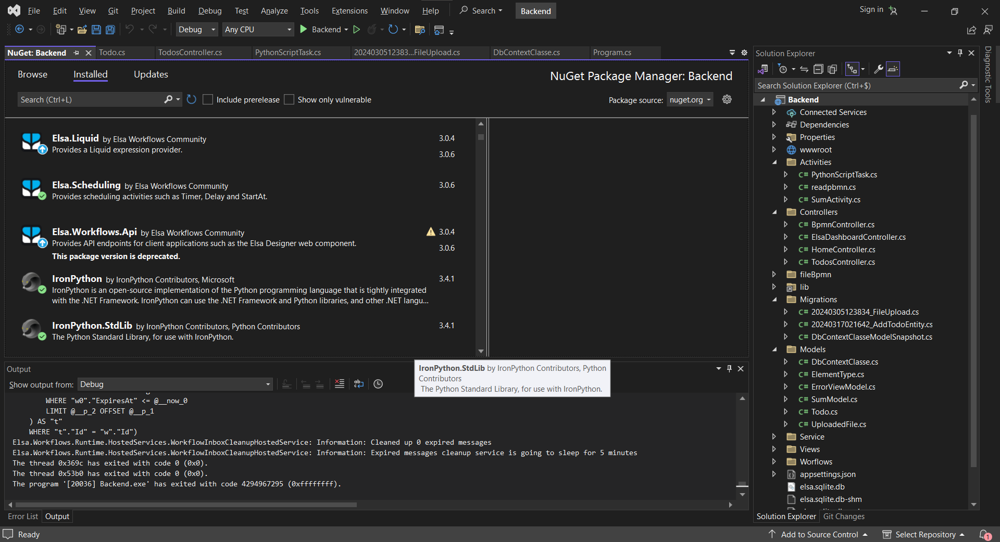 File Edit View Git Project Build Debug Test Analyze Tools Extensions Window Help Search Backend Sign in
Debug Any CPU Backend
NuGet: Backend Todo.cs TodosController.cs PythonScriptTask.cs 2024030512383...FileUpload.cs DbContextClasse.cs Program.cs
Browse Installed Updates
NuGet Package Manager: Backend
Search (Ctrl+L) Include prerelease Show only vulnerable
Package source: nuget.org
Elsa.Liquid by Elsa Workflows Community 3.0.4
Provides a Liquid expression provider.
3.0.6
Elsa.Scheduling by Elsa Workflows Community 3.0.6
Provides scheduling activities such as Timer, Delay and StartAt.
Elsa.Workflows.Api by Elsa Workflows Community 3.0.4
Provides API endpoints for client applications such as the Elsa Designer web component.
3.0.6
This package version is deprecated.
IronPython by IronPython Contributors, Microsoft 3.4.1
IronPython is an open-source implementation of the Python programming language that is tightly integrated
with the .NET Framework. IronPython can use the .NET Framework and Python libraries, and other .NET langu...
IronPython.StdLib by IronPython Contributors, Python Contributors 3.4.1
The Python Standard Library, for use with IronPython.
IronPython.StdLib by IronPython Contributors, Python
Contributors
The Python Standard Library, for use with IronPython.
Output
Show output from: Debug
WHERE "w0"."ExpiresAt" <= @__now_0
LIMIT @__p_2 OFFSET @__p_1
) AS "t"
WHERE "t"."Id" = "w"."Id")
Elsa.Workflows.Runtime.HostedServices.WorkflowInboxCleanupHostedService: Information: Cleaned up 0 expired messages
Elsa.Workflows.Runtime.HostedServices.WorkflowInboxCleanupHostedService: Information: Expired messages cleanup service is going to sleep for 5 minutes
The thread 0x369c has exited with code 0 (0x0).
The thread 0x53b0 has exited with code 0 (0x0).
The program '[20036] Backend.exe' has exited with code 4294967295 (0xffffffff).
Error List Output
Solution Explorer
Search Solution Explorer (Ctrl+$)
Backend
Connected Services
Dependencies
Properties
wwwroot
Activities
C# PythonScriptTask.cs
C# readpbmn.cs
C# SumActivity.cs
Controllers
C# BpmnController.cs
C# ElsaDashboardController.cs
C# HomeController.cs
C# TodosController.cs
fileBpmn
lib
Migrations
C# 20240305123834_FileUpload.cs
C# 20240317021642_AddTodoEntity.cs
C# DbContextClasseModelSnapshot.cs
Models
C# DbContextClasse.cs
C# ElementType.cs
C# ErrorViewModel.cs
C# SumModel.cs
C# Todo.cs
C# UploadedFile.cs
Service
Views
Worflows
appsettings.json
elsa.sqlite.db
elsa.sqlite.db-shm
Solution Explorer Git Changes
Diagnostic Tools
Ready
Add to Source Control Select Repository 1